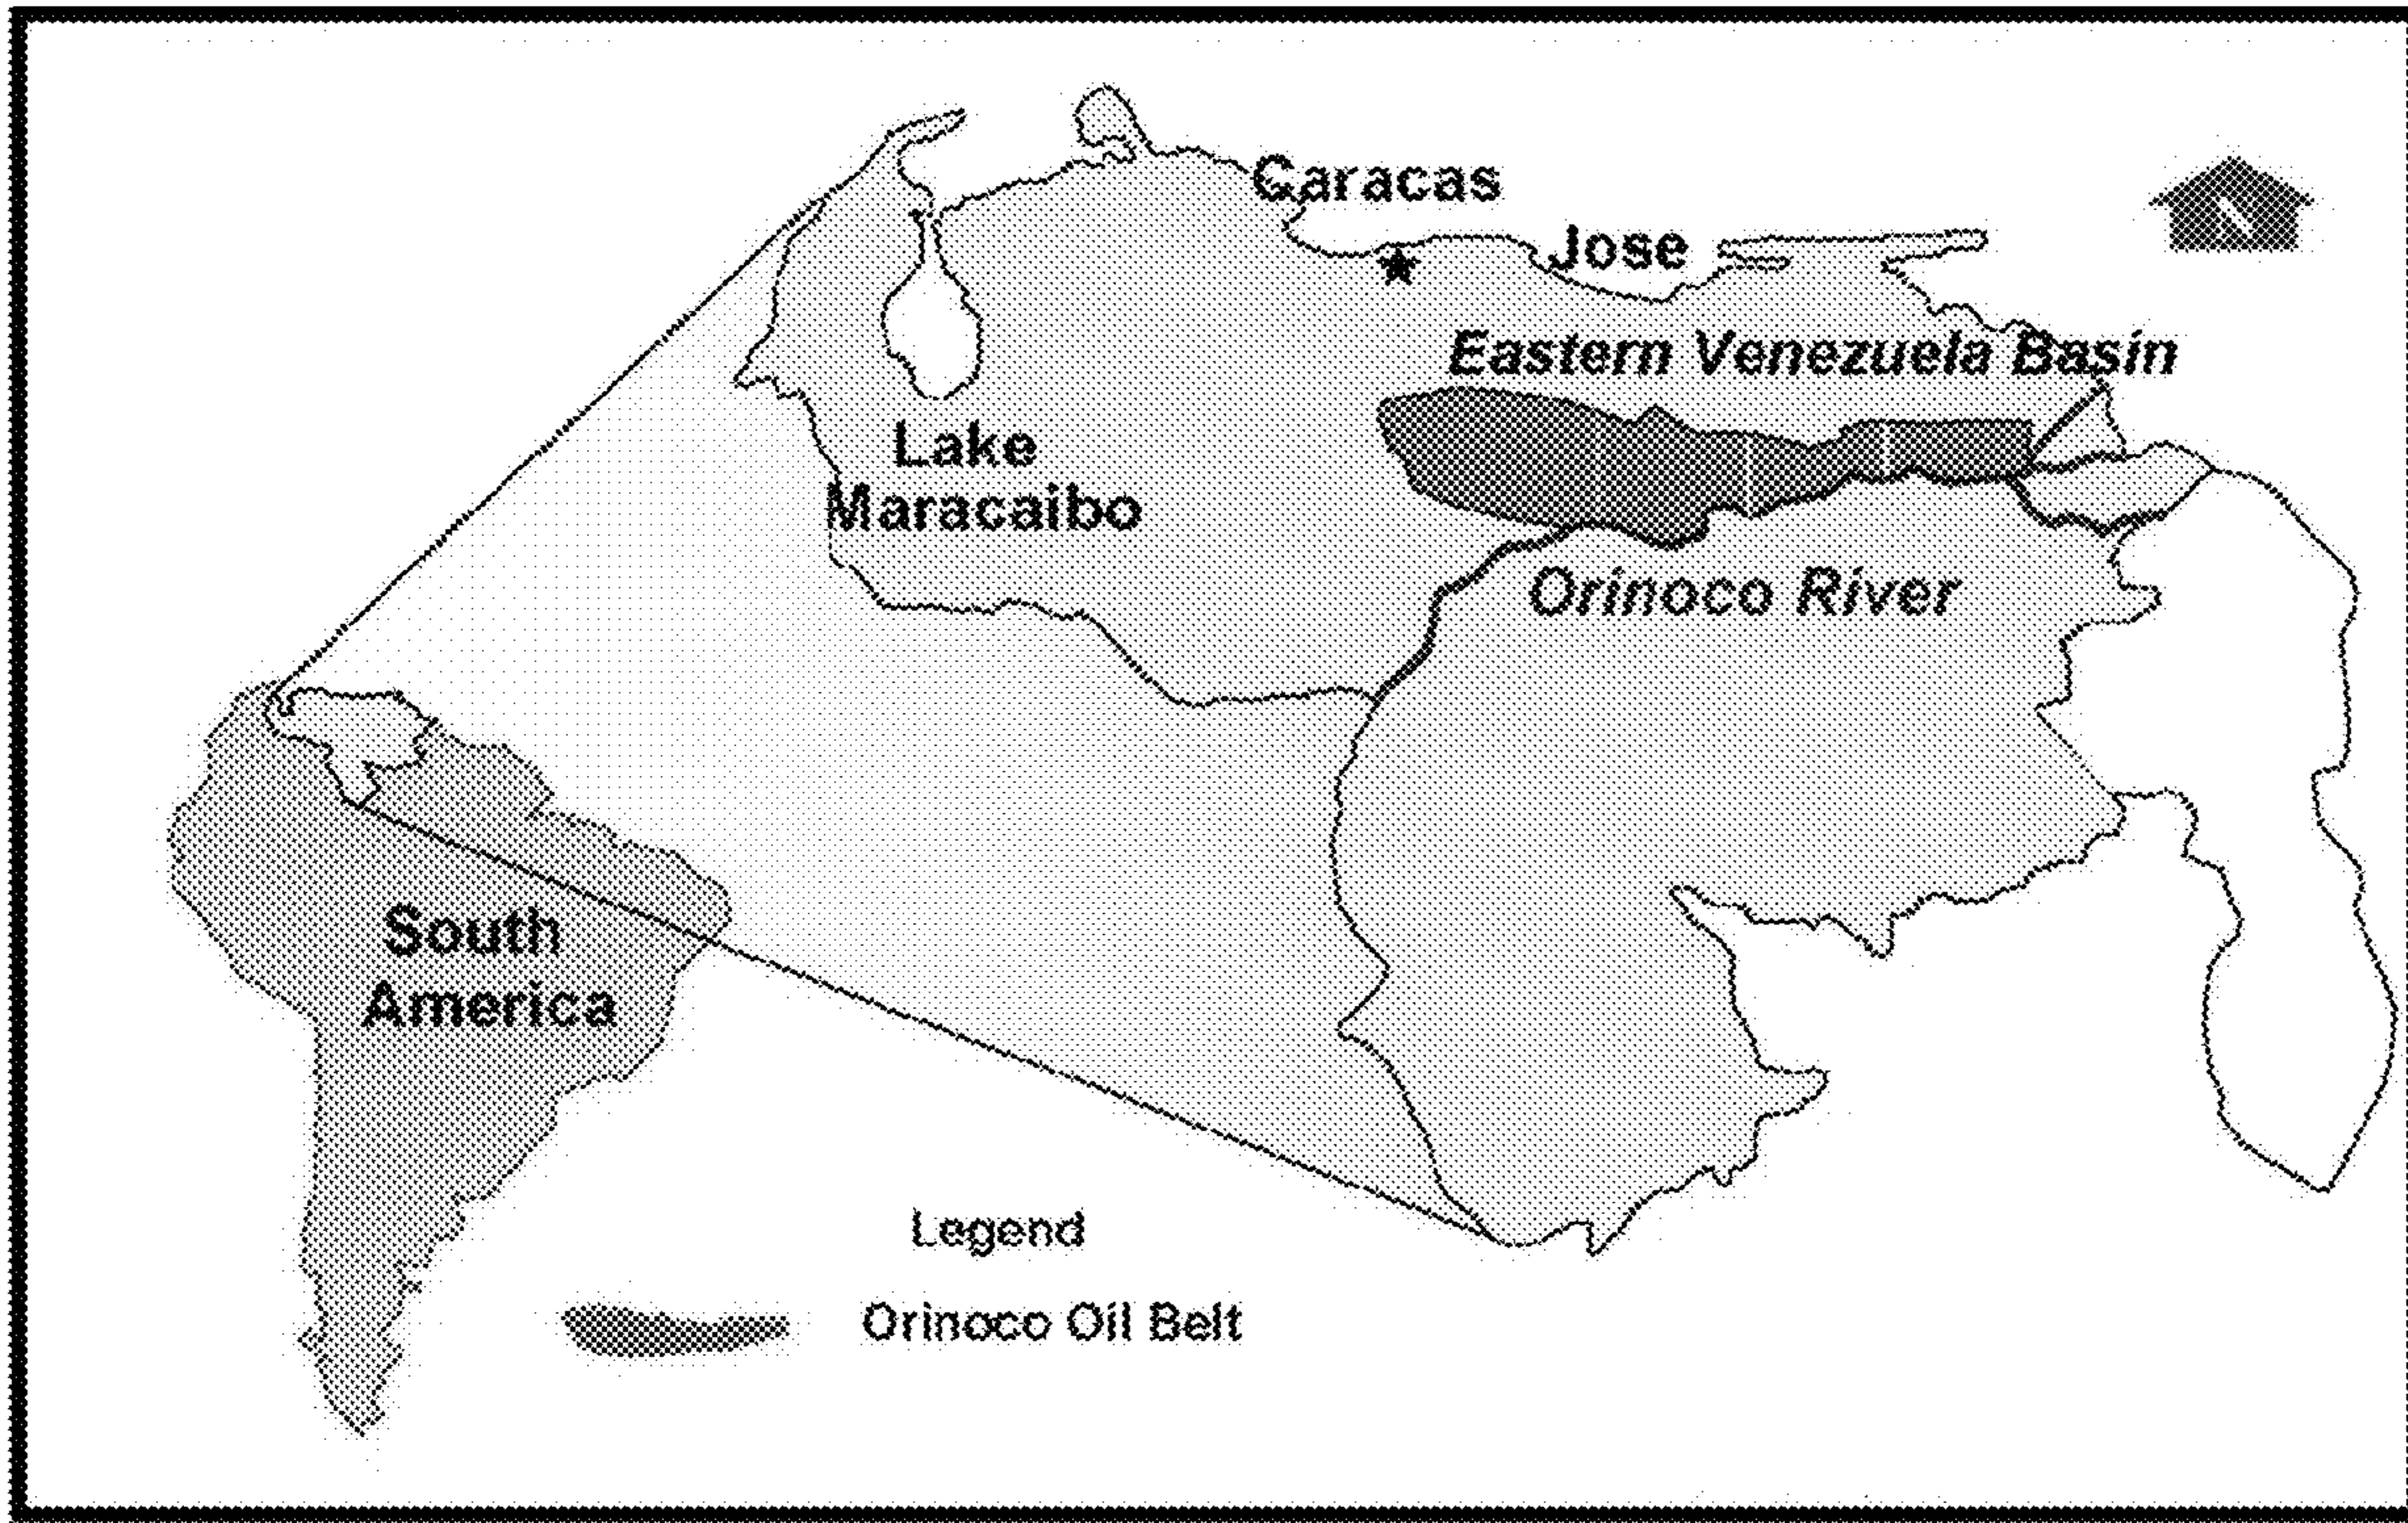 Caracas
N
Jose
Eastern Venezuela Basin
Lake
Maracaibo
Orinoco River
South
America
Legend
Orinoco Oil Belt